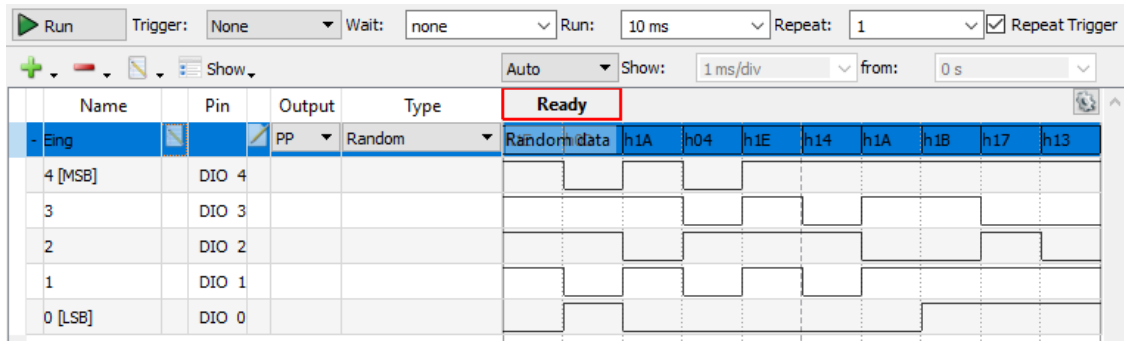 Run Trigger: None Wait: none Run: 10 ms Repeat: 1 Repeat Trigger
Show Auto Show: 1 ms/div from: 0 s
Name Pin Output Type Ready
Eing PP Random Random data h1A h04 h1E h14 h1A h1B h17 h13
4 [MSB] DIO 4
3 DIO 3
2 DIO 2
1 DIO 1
0 [LSB] DIO 0